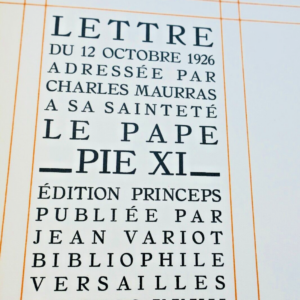 LETTRE
DU 12 OCTOBRE 1926
ADRESSÉE PAR
CHARLES MAURRAS
A SA SAINTETÉ
LE PAPE
PIE XI
ÉDITION PRINCEPS
PUBLIÉE PAR
JEAN VARIOT
BIBLIOPHILE
VERSAILLES